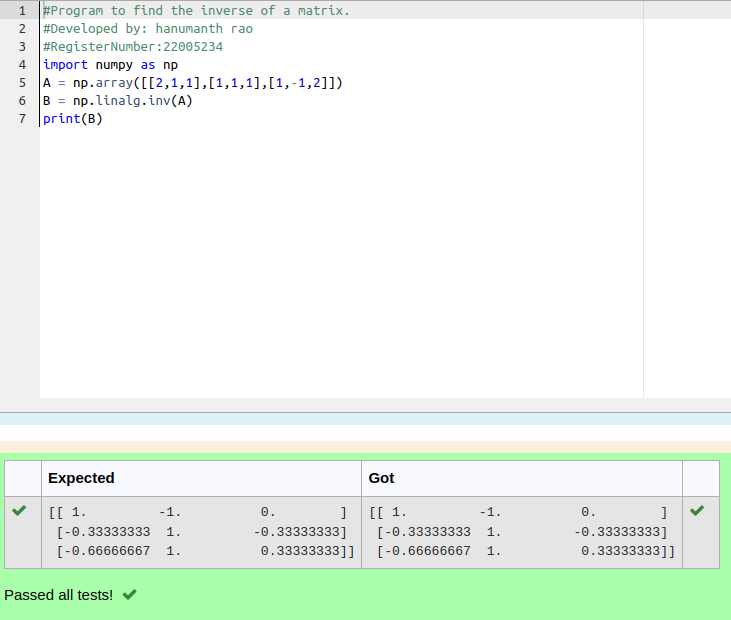 1 #Program to find the inverse of a matrix.
2 #Developed by: hanumanth rao
3 #RegisterNumber:22005234
4 import numpy as np
5 A = np.array([[2,1,1],[1,1,1],[1,-1,2]])
6 B = np.linalg.inv(A)
7 print(B)
Expected Got
[[ 1. -1. 0. ] [[ 1. -1. 0. ]
[-0.33333333 1. -0.33333333] [-0.33333333 1. -0.33333333]
[-0.66666667 1. 0.33333333]] [-0.66666667 1. 0.33333333]]
Passed all tests!